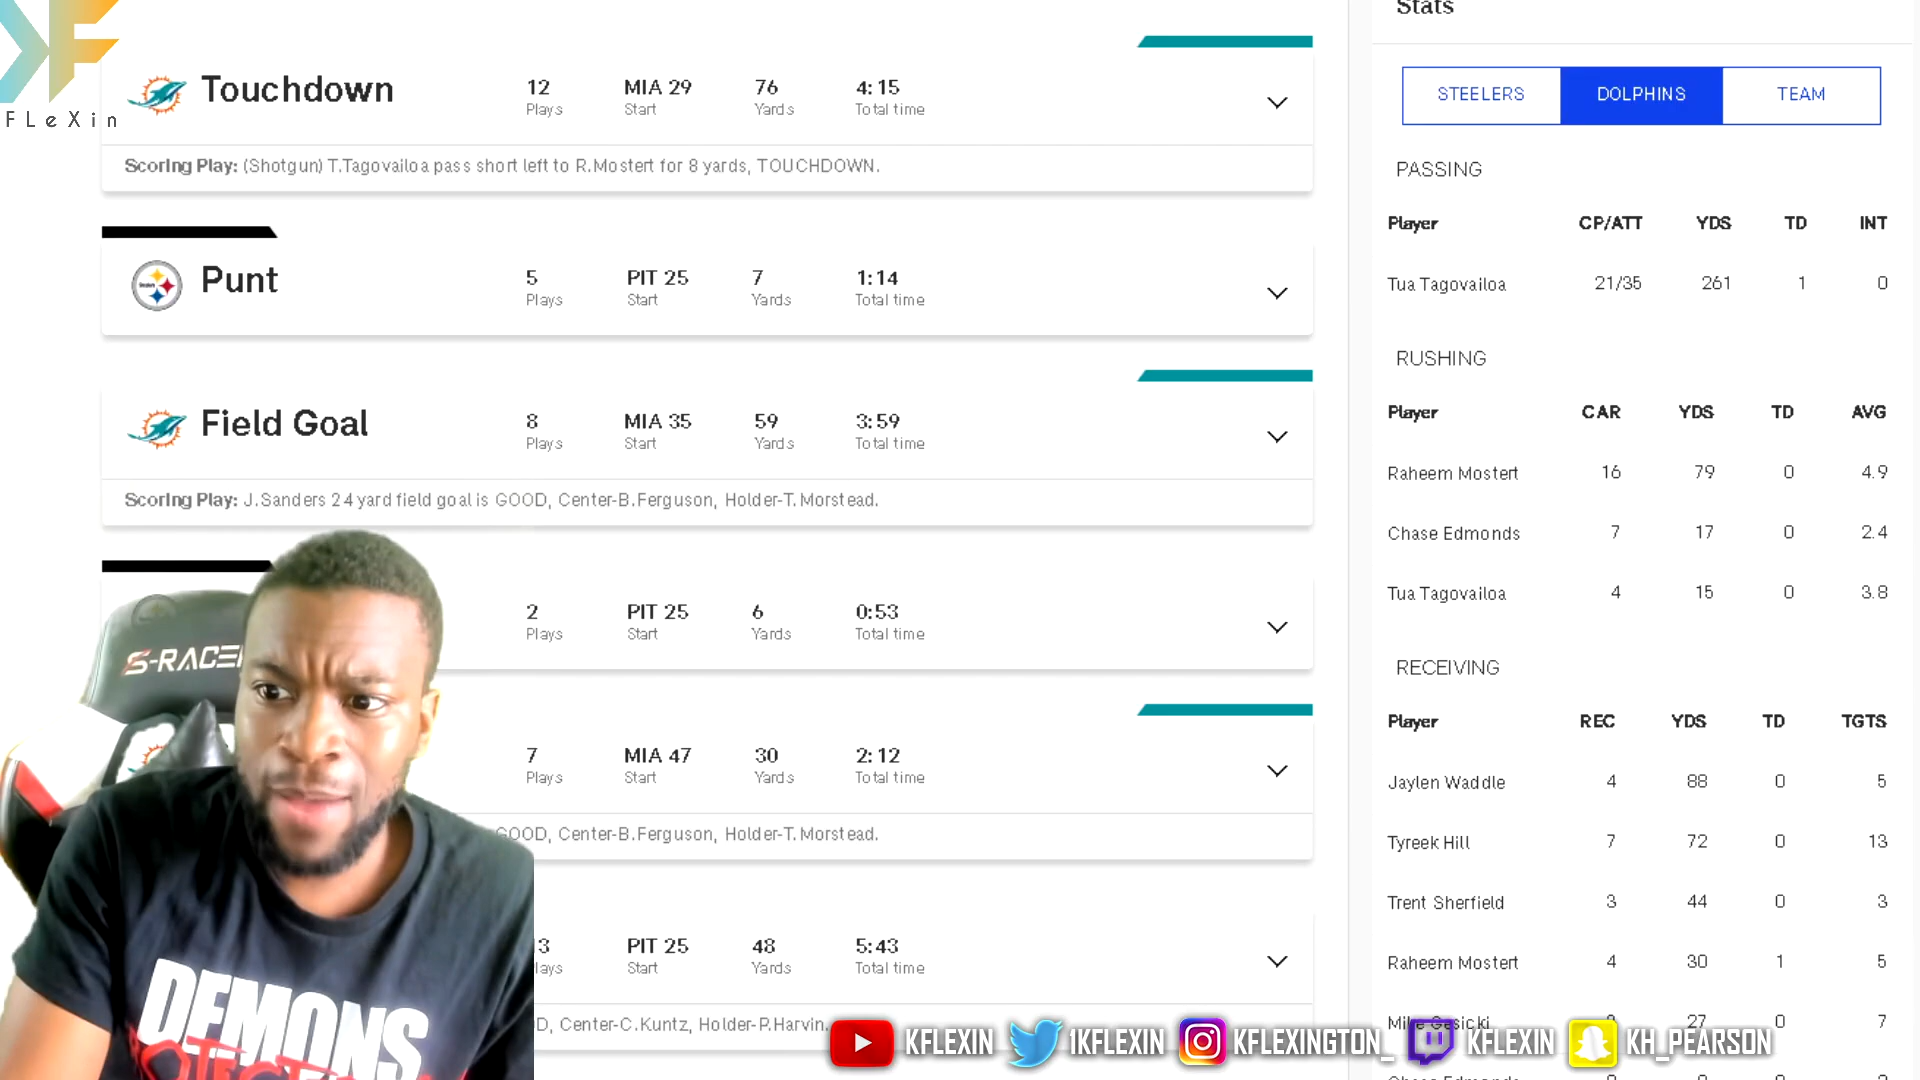 FLeXin
Touchdown
12 MIA 29 76 4:15
Plays Start Yards Total time
Scoring Play: (Shotgun) T.Tagovailoa pass short left to R.Mostert for 8 yards, TOUCHDOWN.
Punt
5 PIT 25 7 1:14
Plays Start Yards Total time
Field Goal
8 MIA 35 59 3:59
Plays Start Yards Total time
Scoring Play: J.Sanders 24 yard field goal is GOOD, Center-B.Ferguson, Holder-T.Morstead.
2 PIT 25 6 0:53
Plays Start Yards Total time
7 MIA 47 30 2:12
Plays Start Yards Total time
GOOD, Center-B.Ferguson, Holder-T.Morstead.
PIT 25 48 5:43
Start Yards Total time
Center-C.Kuntz, Holder-P.Harvin.
S-RACER
DEMONS
Stats
STEELERS DOLPHINS TEAM
PASSING
Player CP/ATT YDS TD INT
Tua Tagovailoa 21/35 261 1 0
RUSHING
Player CAR YDS TD AVG
Raheem Mostert 16 79 0 4.9
Chase Edmonds 7 17 0 2.4
Tua Tagovailoa 4 15 0 3.8
RECEIVING
Player REC YDS TD TGTS
Jaylen Waddle 4 88 0 5
Tyreek Hill 7 72 0 13
Trent Sherfield 3 44 0 3
Raheem Mostert 4 30 1 5
Mike Gesicki 27 0 7
KFLEXIN 1KFLEXIN KFLEXINGTON_ KFLEXIN KH_PEARSON